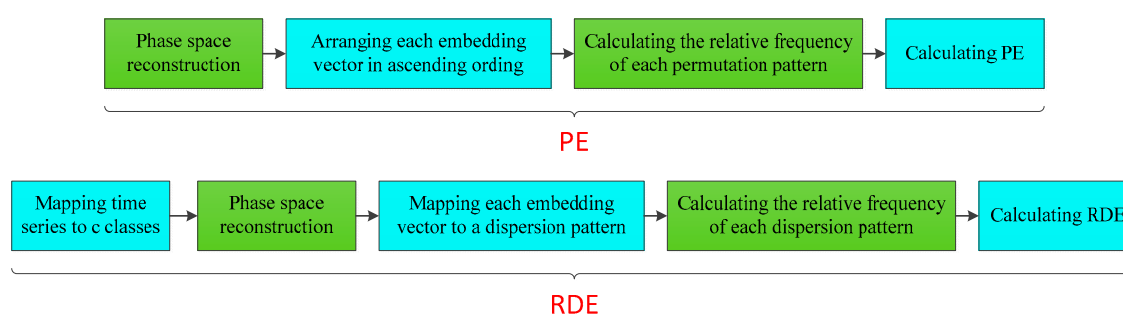 Phase space
reconstruction
Arranging each embedding
vector in ascending ording
Calculating the relative frequency
of each permutation pattern
Calculating PE
PE
Mapping time
series to c classes
Phase space
reconstruction
Mapping each embedding
vector to a dispersion pattern
Calculating the relative frequency
of each dispersion pattern
Calculating RDE
RDE